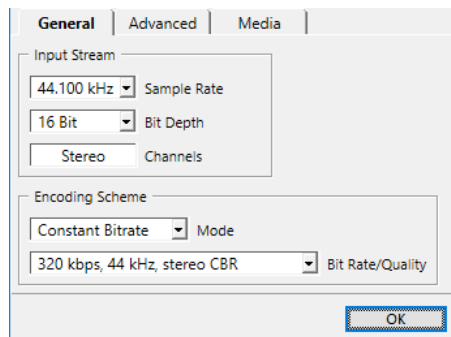 General Advanced Media
Input Stream
44.100 kHz Sample Rate
16 Bit Bit Depth
Stereo Channels
Encoding Scheme
Constant Bitrate Mode
320 kbps, 44 kHz, stereo CBR Bit Rate/Quality
OK